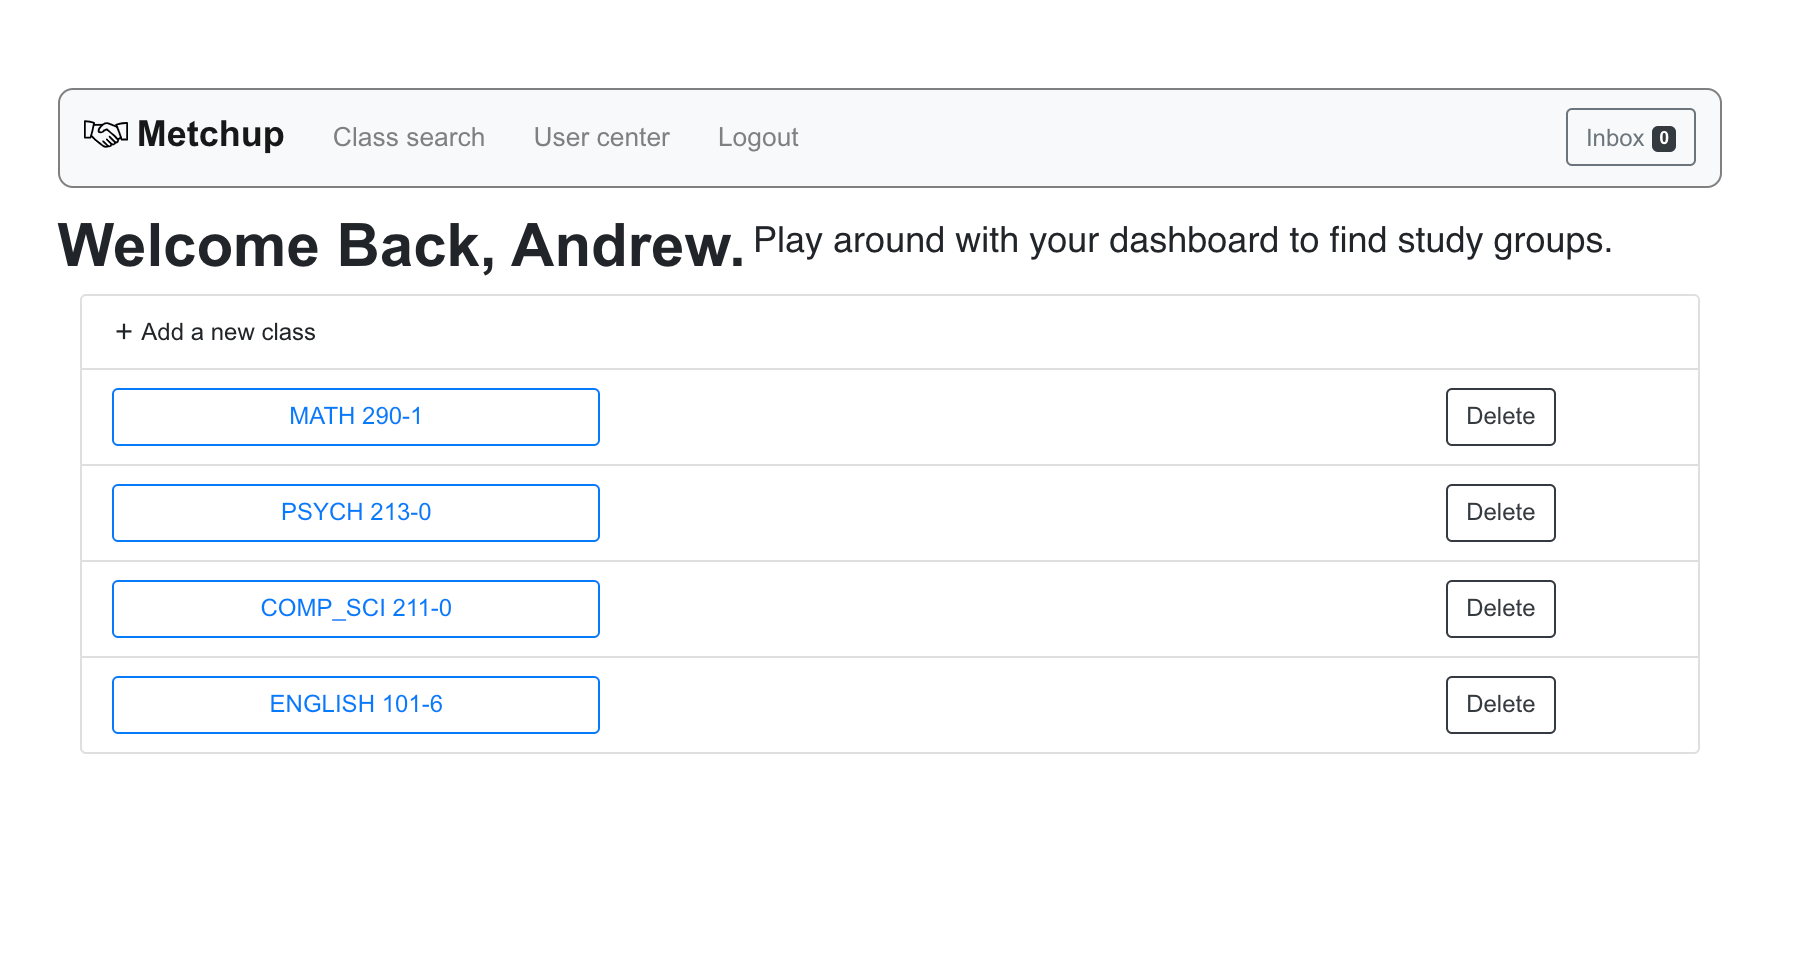 Metchup Class search User center Logout Inbox 0
Welcome Back, Andrew. Play around with your dashboard to find study groups.
+ Add a new class
MATH 290-1 Delete
PSYCH 213-0 Delete
COMP_SCI 211-0 Delete
ENGLISH 101-6 Delete